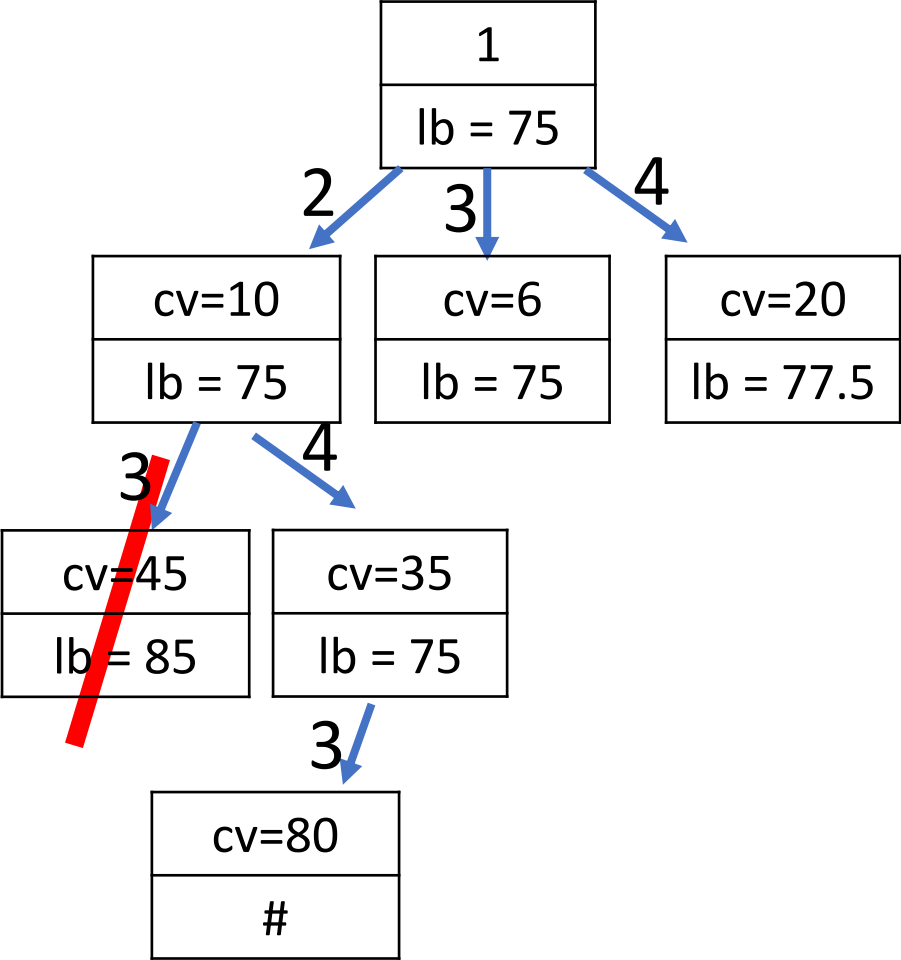 1
lb = 75
2
3
4
cv=10
cv=6
cv=20
lb = 75
lb = 75
lb = 77.5
3
4
cv=45
cv=35
lb = 85
lb = 75
3
cv=80
#